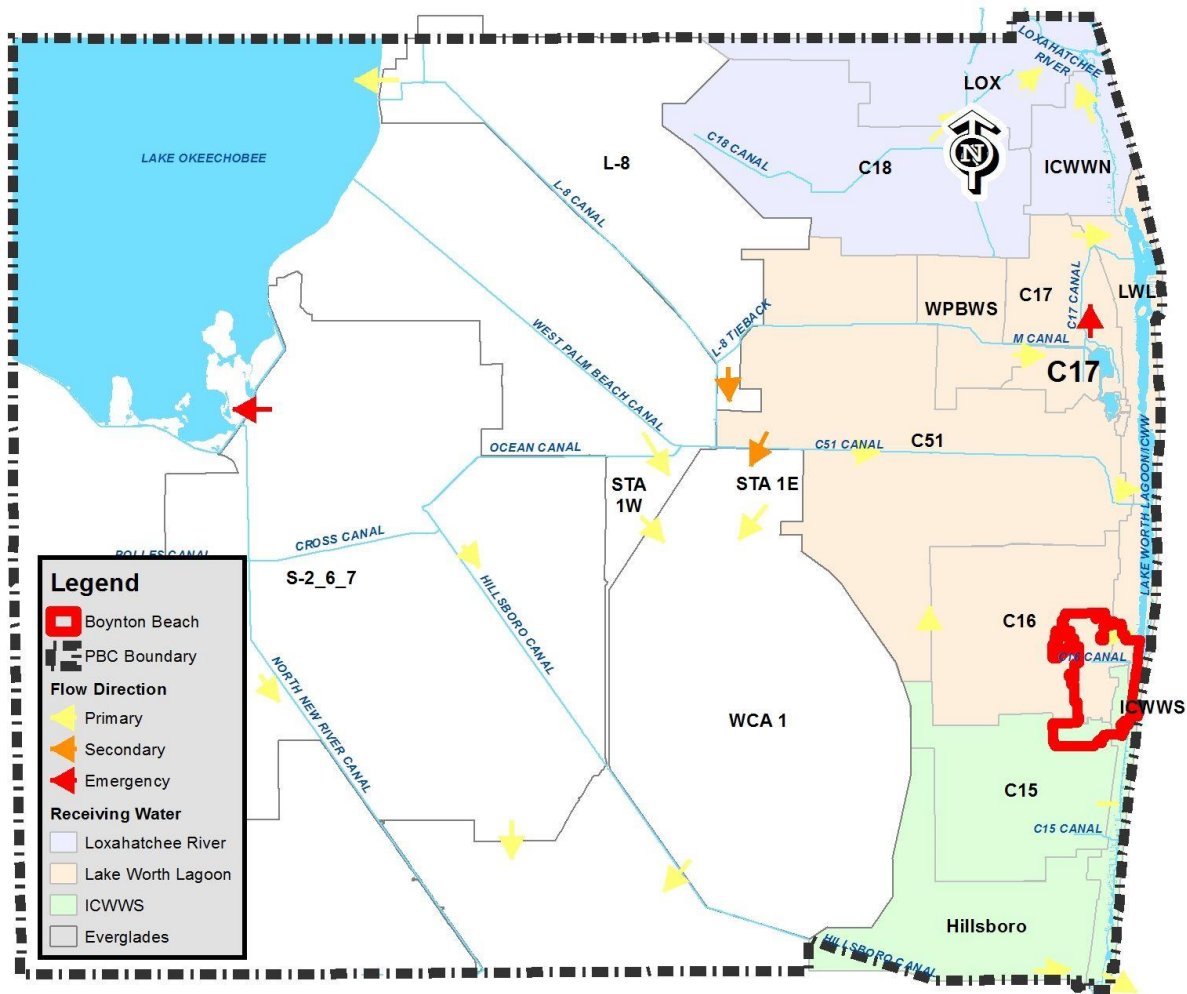 LOXAHATCHEE
RIVER
LOX
N
LAKE OKEECHOBEE
L-8
C18 CANAL
C18
ICWWN
L-8 CANAL
C17
C17 CANAL
LWL
WPBWS
WEST PALM BEACH CANAL
L-8 TIEBACK
M CANAL
C17
OCEAN CANAL
C51 CANAL
C51
STA
1W
STA 1E
LAKE WORTH LAGOON/ICWW
CROSS CANAL
S-2_6_7
HILLSBORO CANAL
C16
C16 CANAL
NORTH NEW RIVER CANAL
WCA 1
ICWWS
C15
C15 CANAL
Hillsboro
HILLSBORO CANAL
Legend
Boynton Beach
PBC Boundary
Flow Direction
Primary
Secondary
Emergency
Receiving Water
Loxahatchee River
Lake Worth Lagoon
ICWWS
Everglades